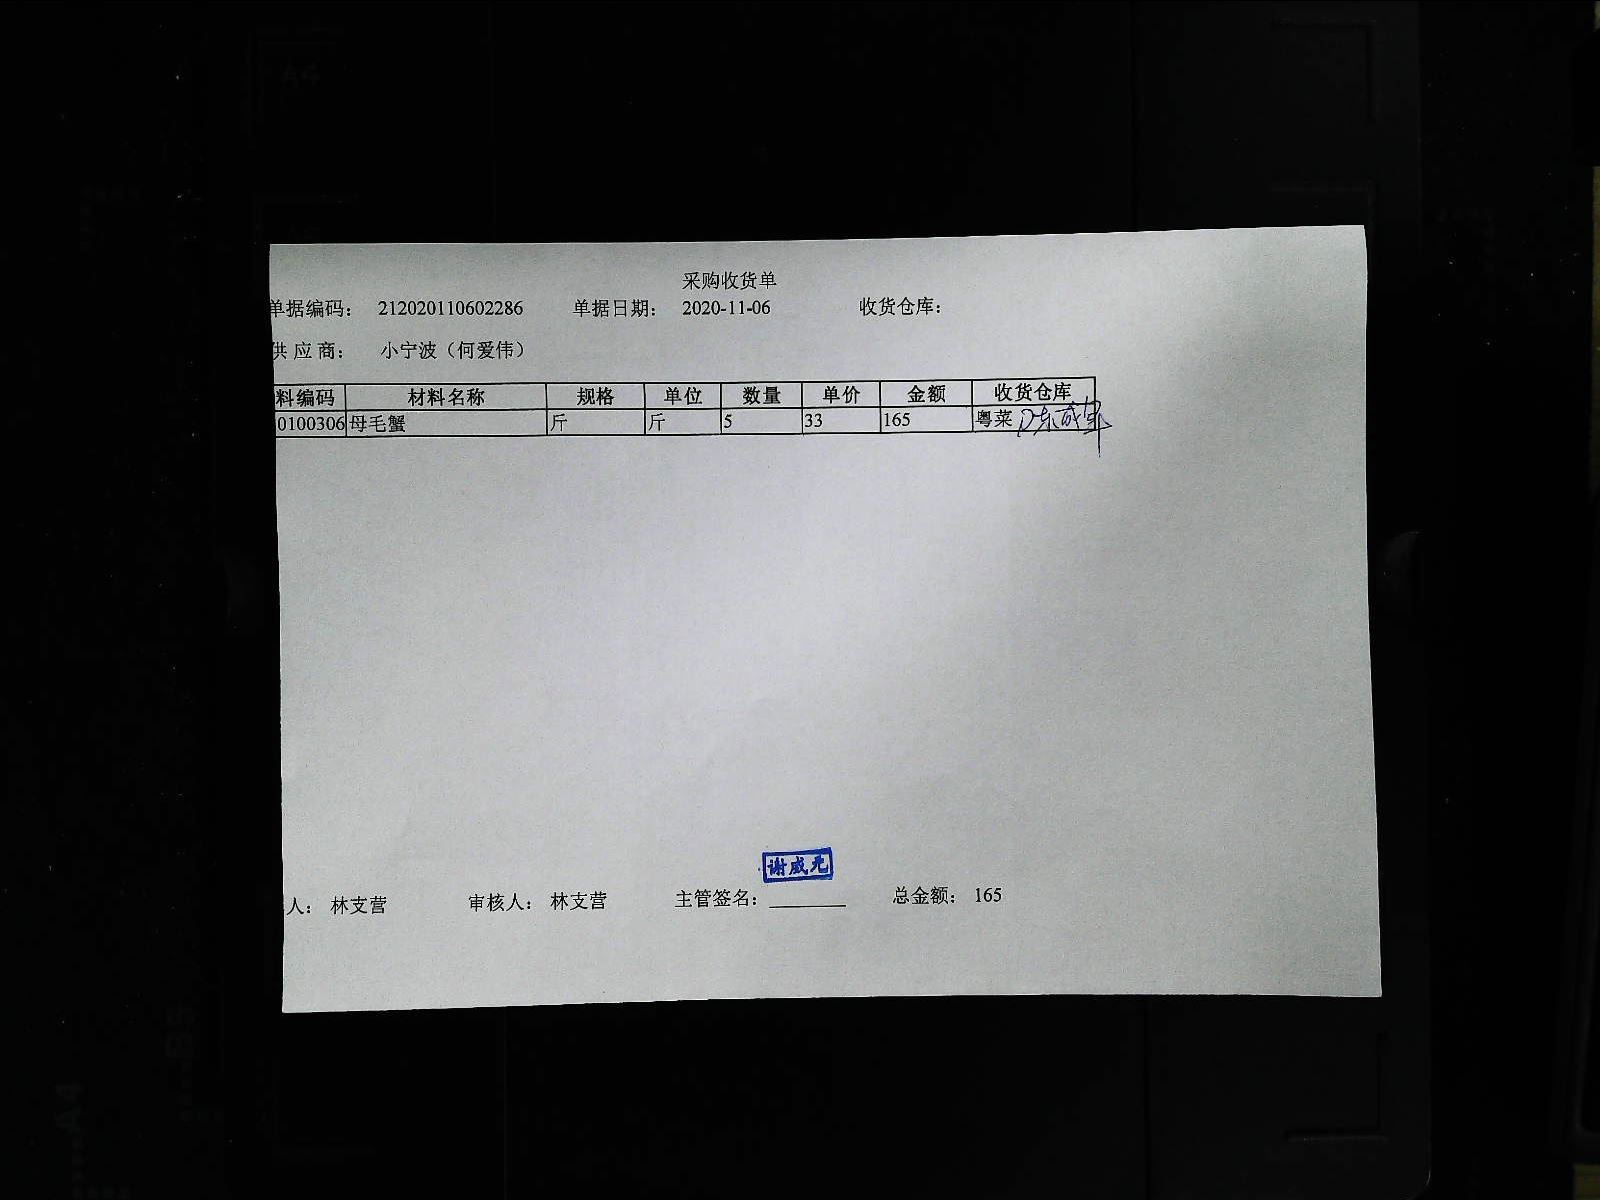 采购收货单
单据编码： 212020110602286 单据日期： 2020-11-06 收货仓库：
供 应 商： 小宁波（何爱伟）
料编码 材料名称 规格 单位 数量 单价 金额 收货仓库
0100306 母毛蟹 斤 斤 5 33 165 粤菜
谢威光
人： 林支营 审核人： 林支营 主管签名： 总金额： 165